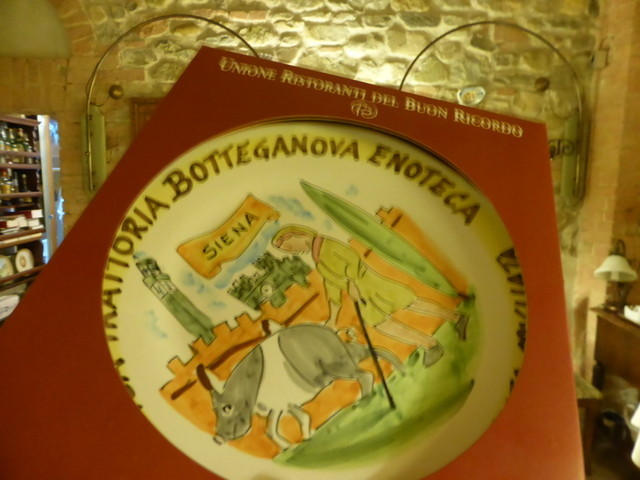 UNIONE RISTORANTI DEL BUON RICORDO
TRATTORIA BOTTEGANOVA ENOTECA
SIENA